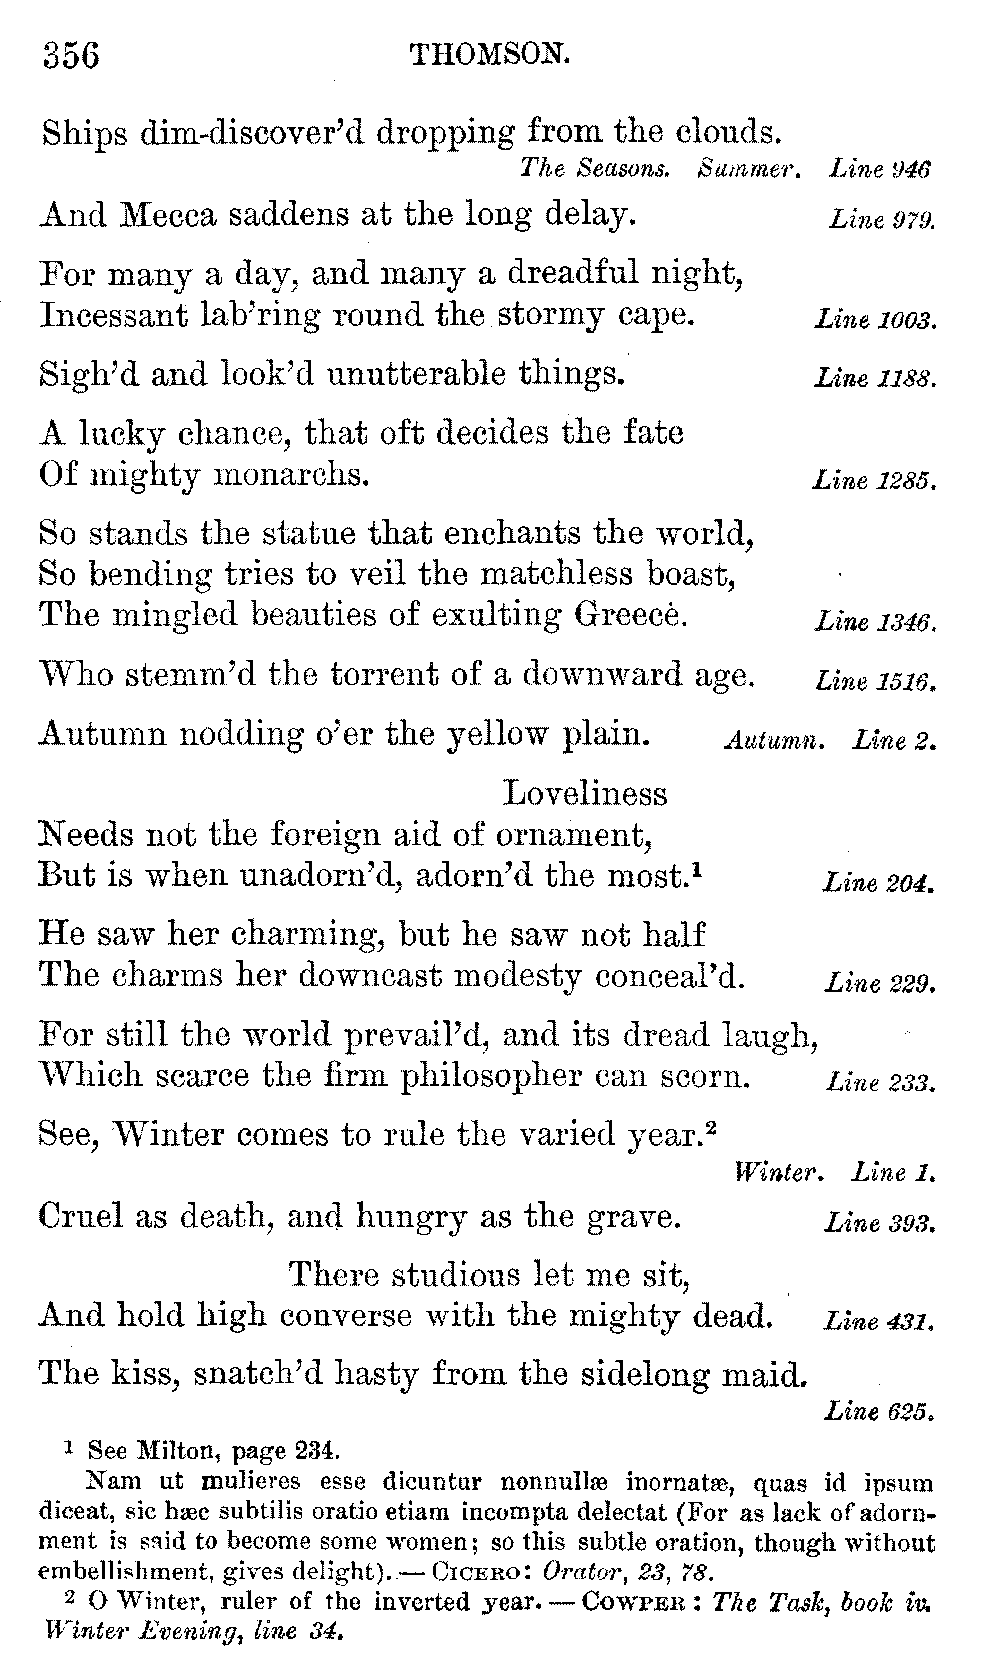 356 THOMSON.
Ships dim-discover'd dropping from the clouds.
The Seasons. Summer. Line 946
And Mecca saddens at the long delay. Line 979.
For many a day, and many a dreadful night,
Incessant lab'ring round the stormy cape. Line 1003.
Sigh'd and look'd unutterable things. Line 1188.
A lucky chance, that oft decides the fate
Of mighty monarchs. Line 1285.
So stands the statue that enchants the world,
So bending tries to veil the matchless boast,
The mingled beauties of exulting Greece. Line 1346.
Who stemm'd the torrent of a downward age. Line 1516.
Autumn nodding o'er the yellow plain. Autumn. Line 2.
Loveliness
Needs not the foreign aid of ornament,
But is when unadorn'd, adorn'd the most.¹ Line 204.
He saw her charming, but he saw not half
The charms her downcast modesty conceal'd. Line 229.
For still the world prevail'd, and its dread laugh,
Which scarce the firm philosopher can scorn. Line 233.
See, Winter comes to rule the varied year.²
Winter. Line 1.
Cruel as death, and hungry as the grave. Line 393.
There studious let me sit,
And hold high converse with the mighty dead. Line 431.
The kiss, snatch'd hasty from the sidelong maid.
Line 625.
¹ See Milton, page 234.
Nam ut mulieres esse dicuntur nonnullæ inornatæ, quas id ipsum
diceat, sic hæc subtilis oratio etiam incompta delectat (For as lack of adorn-
ment is said to become some women; so this subtle oration, though without
embellishment, gives delight). — CICERO: Orator, 23, 78.
² O Winter, ruler of the inverted year. — COWPER: The Task, book iv.
Winter Evening, line 34.